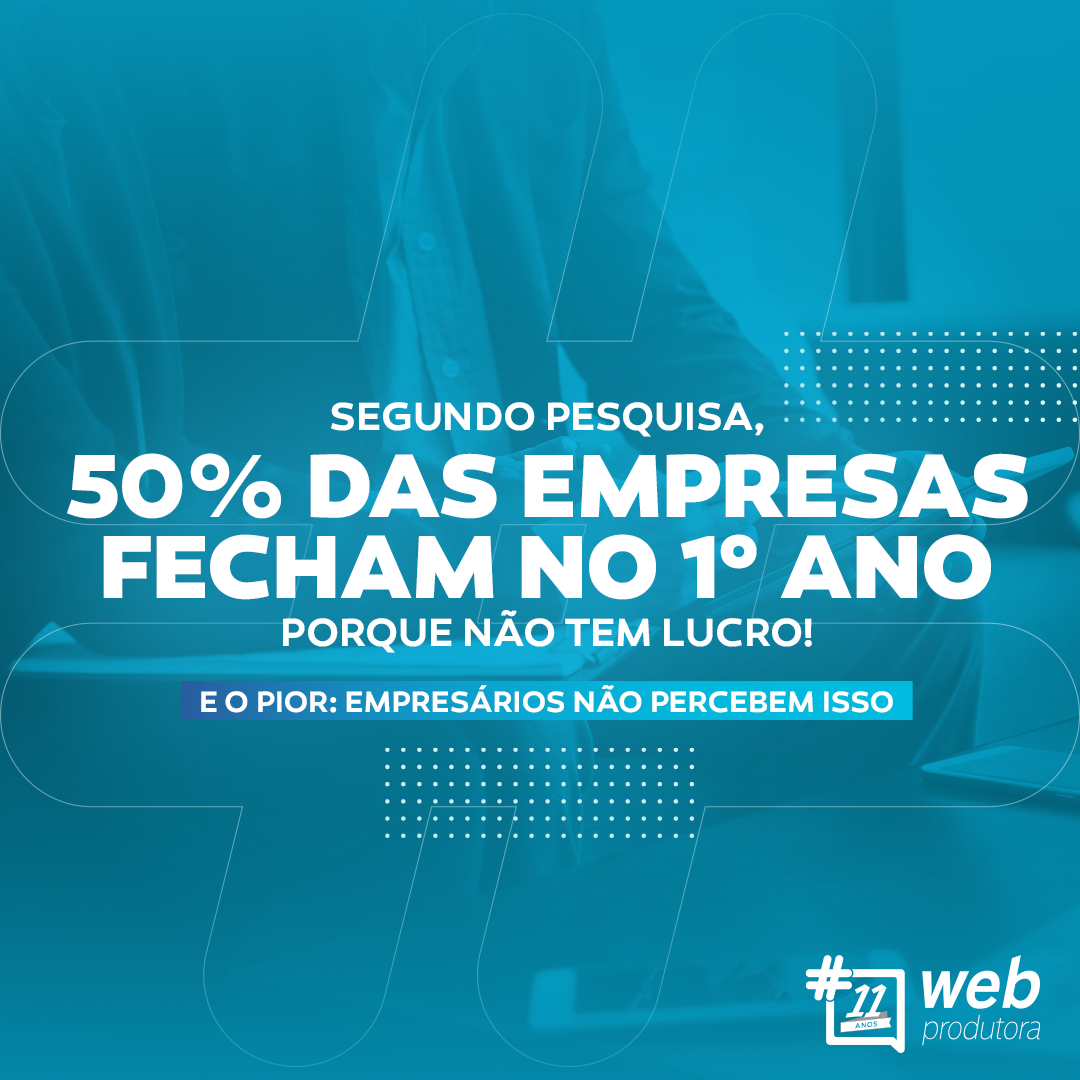 SEGUNDO PESQUISA,
50% DAS EMPRESAS
FECHAM NO 1º ANO
PORQUE NÃO TEM LUCRO!
E O PIOR: EMPRESÁRIOS NÃO PERCEBEM ISSO
#11
ANOS
web
produtora